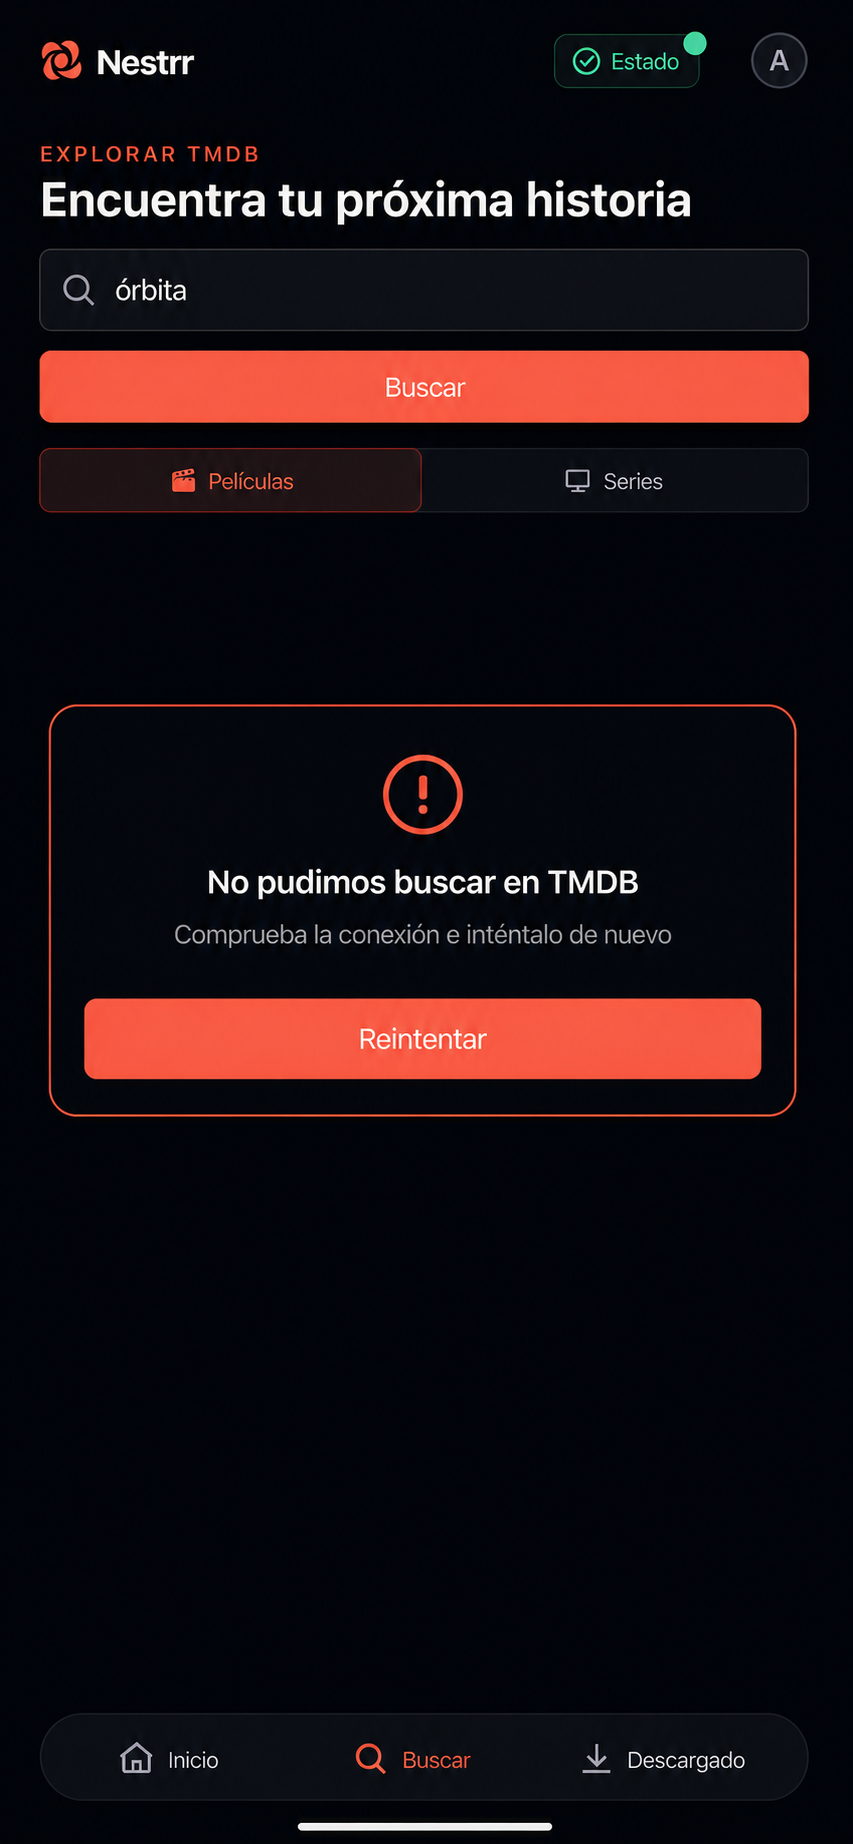 Nestrr
Estado
A
EXPLORAR TMDB
Encuentra tu próxima historia
órbita
Buscar
Películas
Series
No pudimos buscar en TMDB
Comprueba la conexión e inténtalo de nuevo
Reintentar
Inicio
Buscar
Descargado